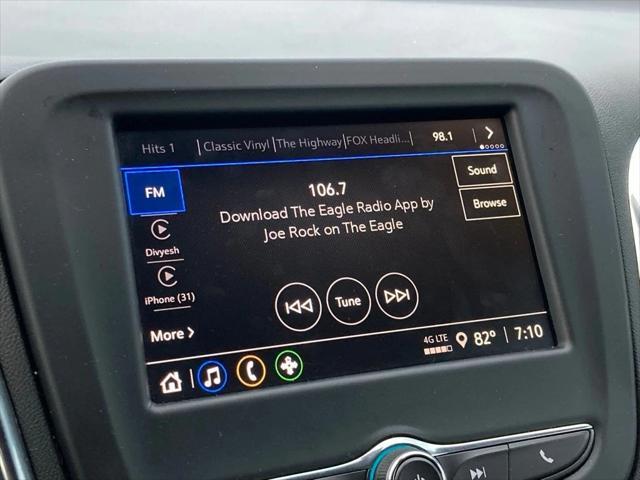 Hits 1 Classic Vinyl The Highway FOX Headli... 98.1
FM
106.7
Sound
Download The Eagle Radio App by
Joe Rock on The Eagle
Browse
Divyesh
iPhone (31)
Tune
More
4G LTE 82° 7:10